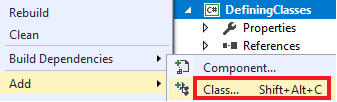 Rebuild
Clean
Build Dependencies
Add
C# DefiningClasses
Properties
References
Component...
Class... Shift+Alt+C